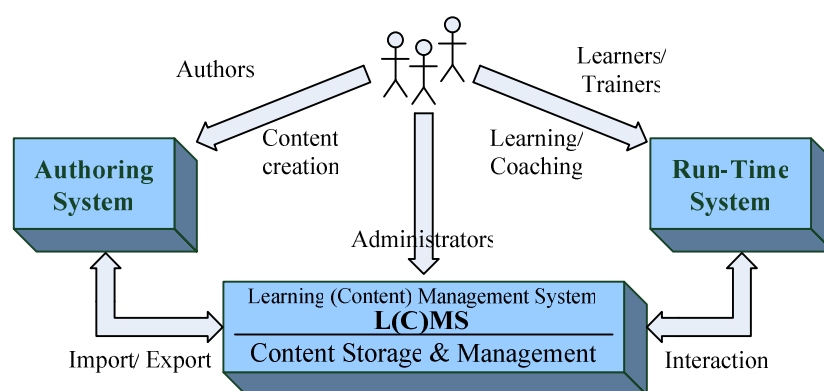 Authors
Learners/
Trainers
Content
creation
Learning/
Coaching
Authoring
System
Run-Time
System
Administrators
Learning (Content) Management System
L(C)MS
Content Storage & Management
Import/ Export
Interaction